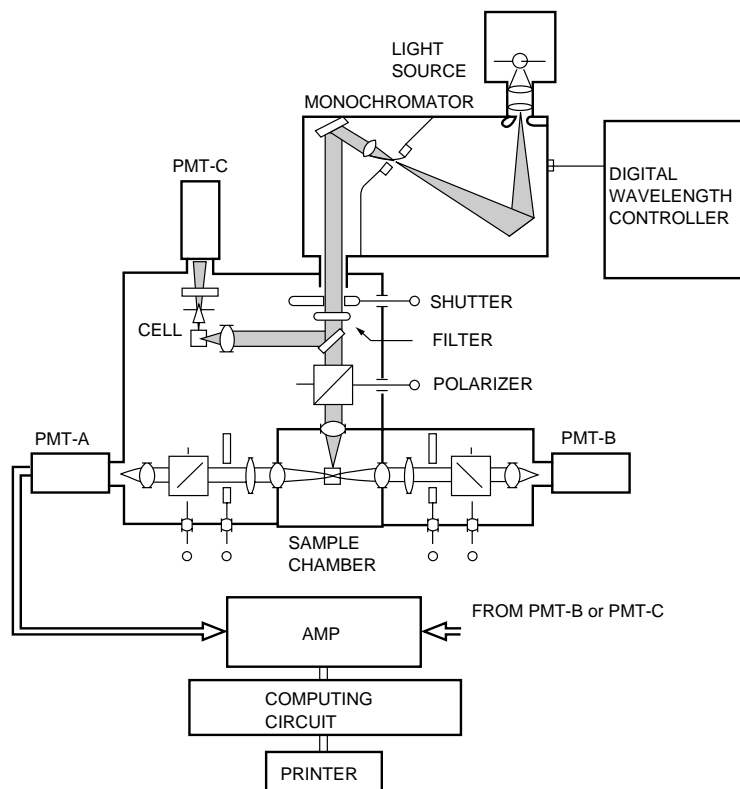 LIGHT
SOURCE
MONOCHROMATOR
PMT-C
DIGITAL
WAVELENGTH
CONTROLLER
SHUTTER
CELL
FILTER
POLARIZER
PMT-A
PMT-B
SAMPLE
CHAMBER
FROM PMT-B or PMT-C
AMP
COMPUTING
CIRCUIT
PRINTER